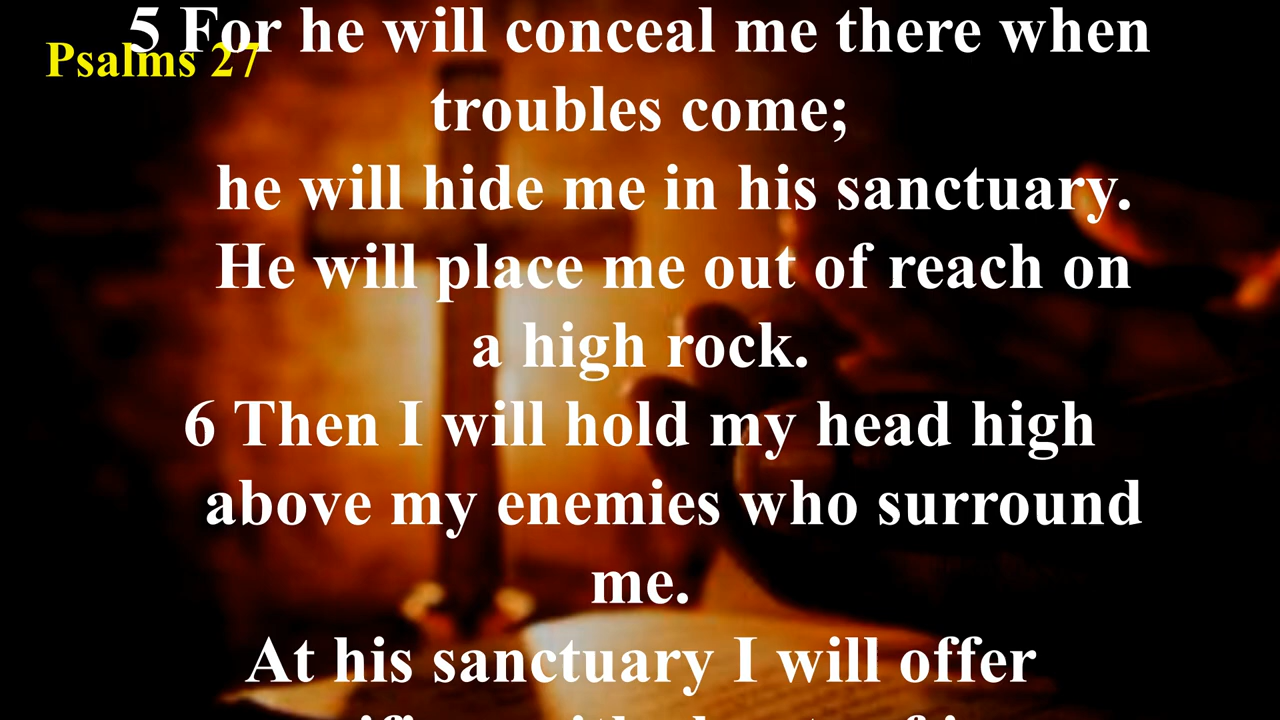 5 For he will conceal me there when
Psalms 27
troubles come;
he will hide me in his sanctuary.
He will place me out of reach on
a high rock.
6 Then I will hold my head high
above my enemies who surround
me.
At his sanctuary I will offer